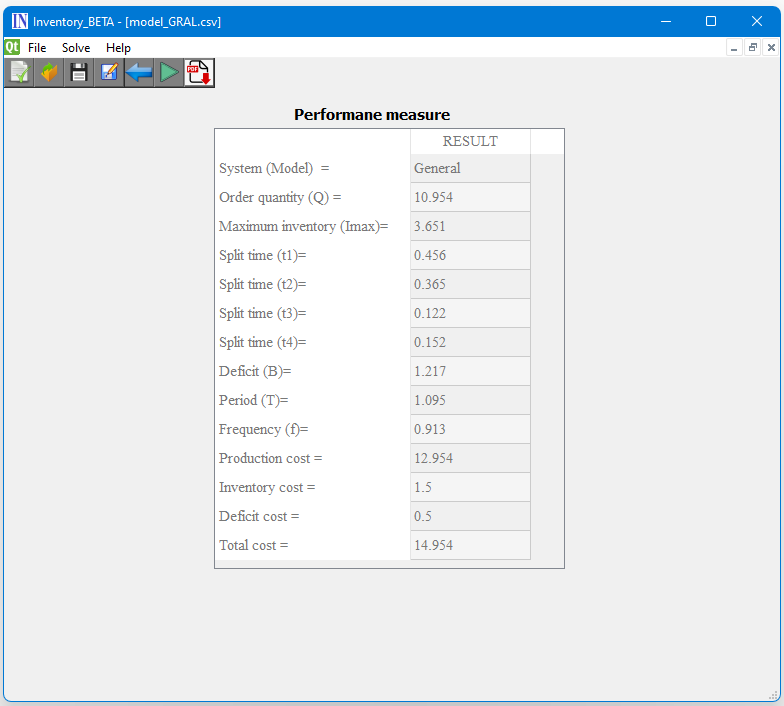 IN Inventory_BETA - [model_GRAL.csv]
Qt File Solve Help
PDF
Performane measure
RESULT
System (Model) = General
Order quantity (Q) = 10.954
Maximum inventory (Imax)= 3.651
Split time (t1)= 0.456
Split time (t2)= 0.365
Split time (t3)= 0.122
Split time (t4)= 0.152
Deficit (B)= 1.217
Period (T)= 1.095
Frequency (f)= 0.913
Production cost = 12.954
Inventory cost = 1.5
Deficit cost = 0.5
Total cost = 14.954